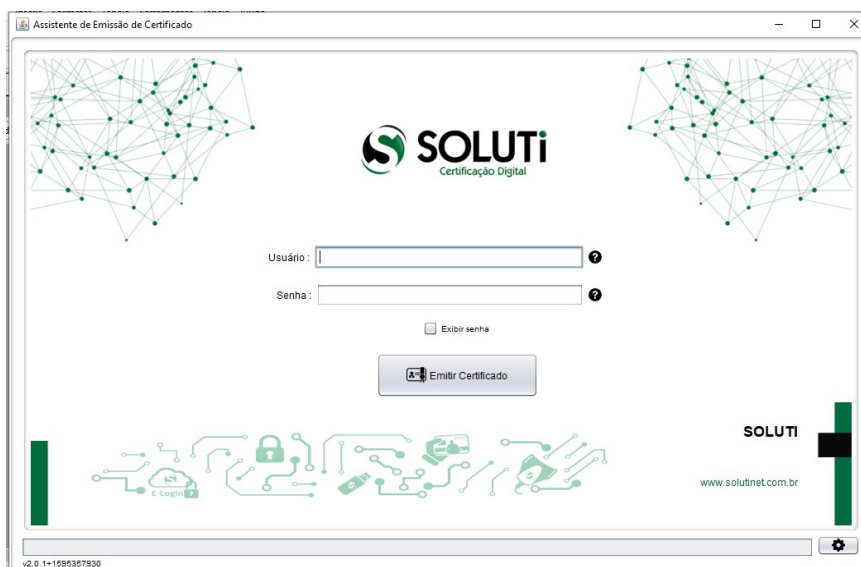 Assistente de Emissão de Certificado
SOLUTi
Certificação Digital
Usuário :
?
Senha :
?
Exibir senha
Emitir Certificado
SOLUTI
E-Login
www.solutinet.com.br
v2.0.1+1595357930